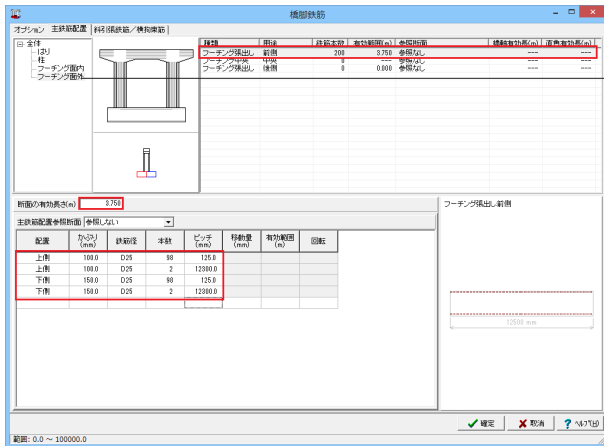 橋脚鉄筋
オプション 主鉄筋配置 斜引張鉄筋／横拘束筋
全体
はり
柱
フーチング面内
フーチング面外
種類 用途 鉄筋本数 有効範囲(m) 参照断面 橋軸有効長(m) 直角有効長(m)
フーチング張出し 前側 200 3.750 参照なし --- ---
フーチング中央 中央 0 --- 参照なし --- ---
フーチング張出し 後側 0 0.000 参照なし --- ---
断面の有効長さ(m) 3.750
主鉄筋配置参照断面 参照しない
配置 かぶり(mm) 鉄筋径 本数 ピッチ(mm) 移動量(mm) 有効範囲(m) 回転
上側 100.0 D25 98 125.0
上側 100.0 D25 2 12300.0
下側 150.0 D25 98 125.0
下側 150.0 D25 2 12300.0
フーチング張出し前側
12500 mm
確定 取消 ヘルプ(H)
範囲: 0.0 ～ 100000.0